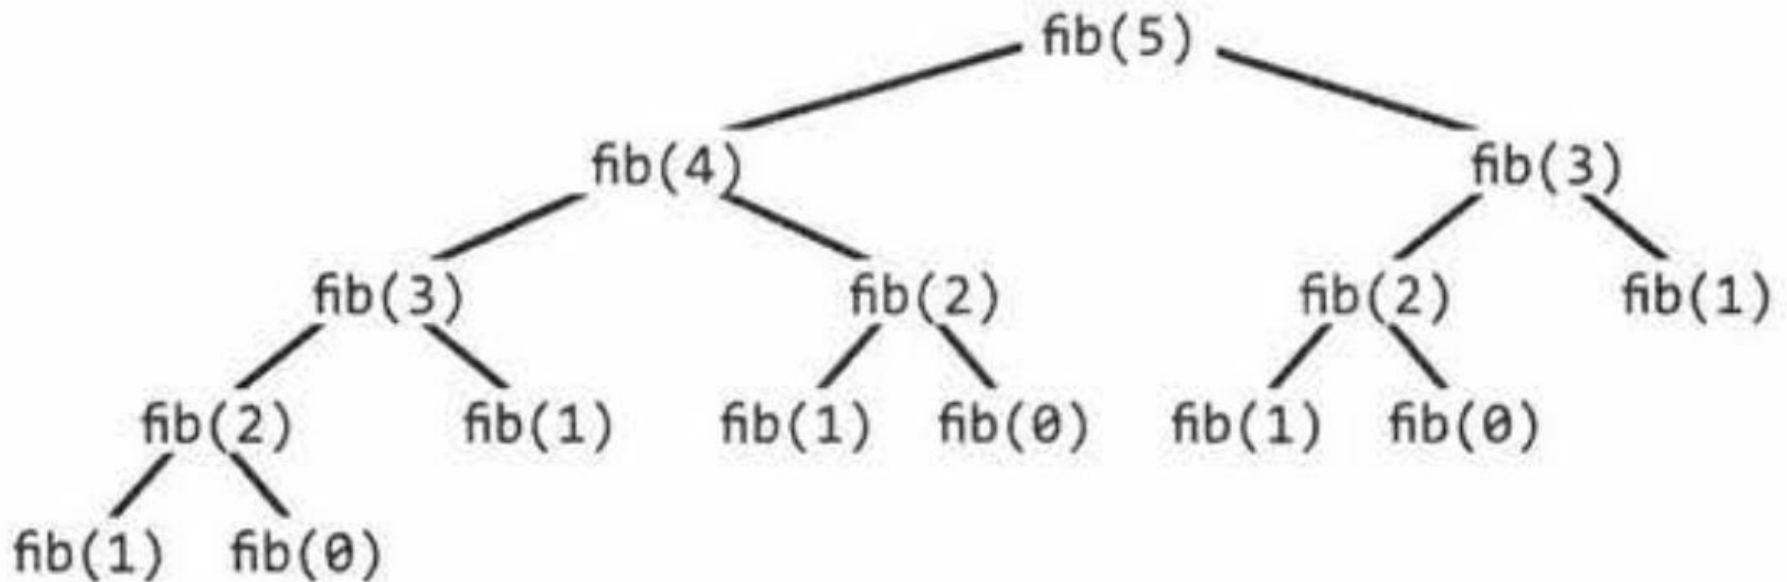 fib(5)
fib(4) fib(3)
fib(3) fib(2) fib(2) fib(1)
fib(2) fib(1) fib(1) fib(0) fib(1) fib(0)
fib(1) fib(0)